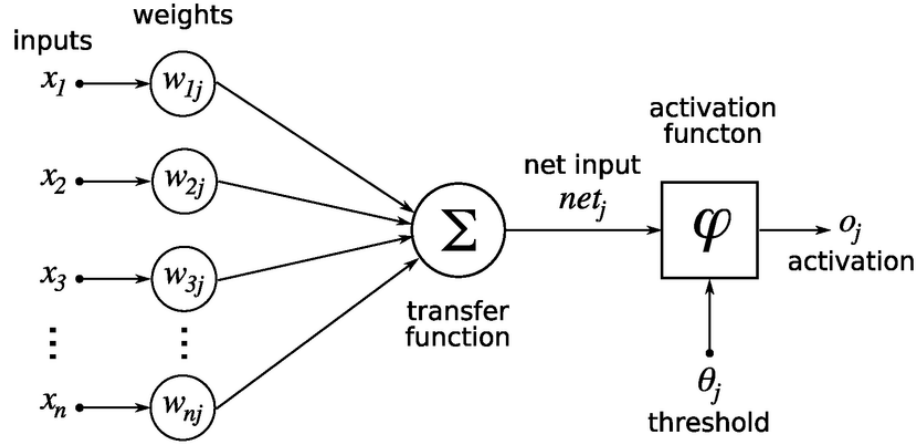 weights
inputs
x1 w1j
x2 w2j
x3 w3j
⋮ ⋮
xn wnj
Σ
transfer
function
net input
netj
activation
functon
φ
oj
activation
θj
threshold